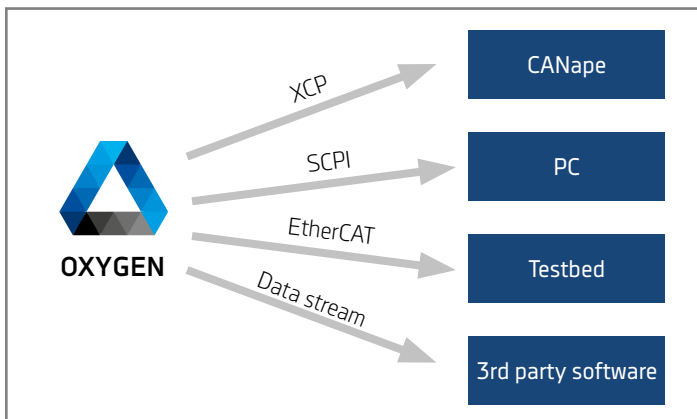 XCP
CANape
SCPI
PC
OXYGEN
EtherCAT
Testbed
Data stream
3rd party software